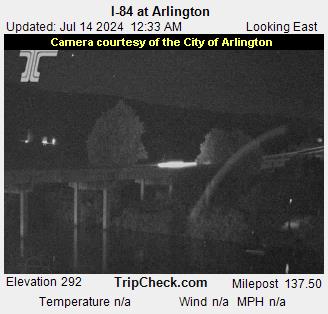 I-84 at Arlington
Updated: Jul 14 2024 12:33 AM Looking East
Camera courtesy of the City of Arlington
Elevation 292 TripCheck.com Milepost 137.50
Temperature n/a Wind n/a MPH n/a